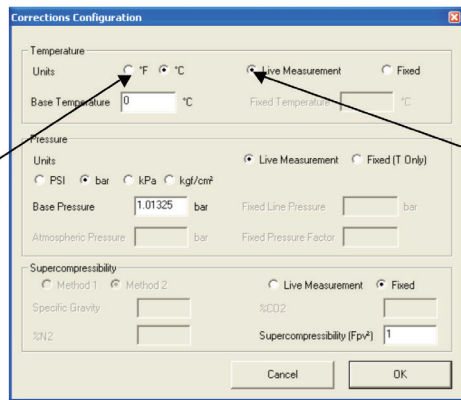 Corrections Configuration
Temperature
Units °F °C Live Measurement Fixed
Base Temperature 0 °C Fixed Temperature °C
Pressure
Units Live Measurement Fixed (T Only)
PSI bar kPa kgf/cm²
Base Pressure 1.01325 bar Fixed Line Pressure bar
Atmospheric Pressure bar Fixed Pressure Factor
Supercompressibility
Method 1 Method 2 Live Measurement Fixed
Specific Gravity %CO2
%N2 Supercompressibility (Fpv²) 1
Cancel OK